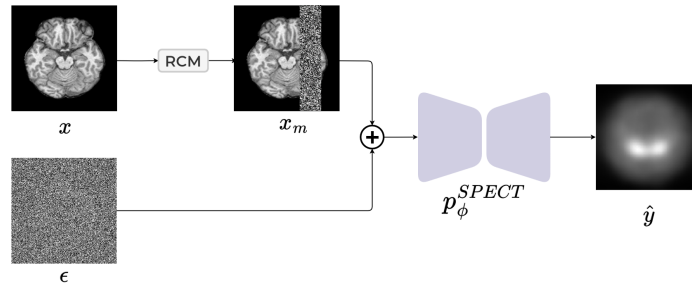 RCM
x
x_m
+
p_ϕ^{SPECT}
ŷ
ϵ